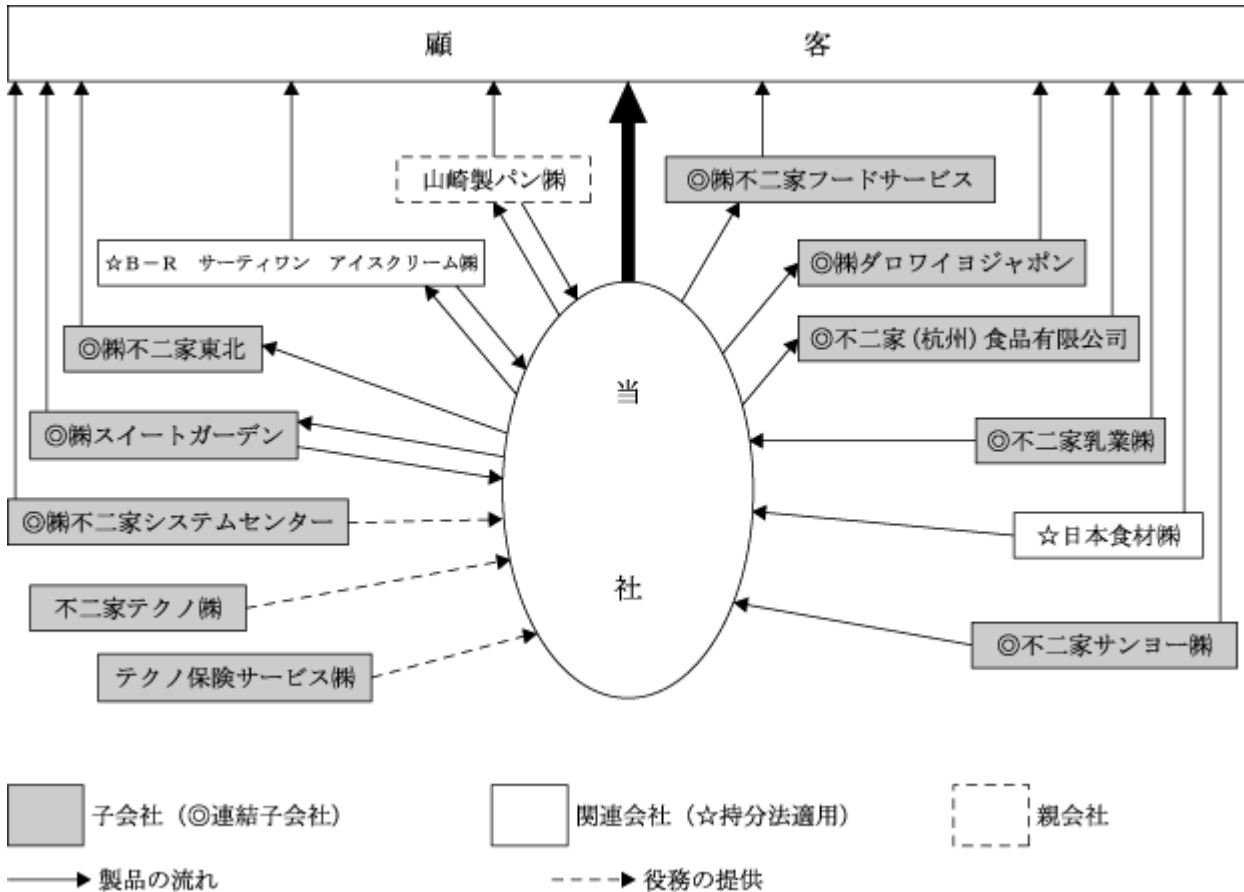 顧客
山崎製パン㈱
◎㈱不二家フードサービス
☆B－R サーティワン アイスクリーム㈱
◎㈱ダロワイヨジャポン
◎㈱不二家東北
◎不二家(杭州)食品有限公司
当社
◎㈱スイートガーデン
◎不二家乳業㈱
◎㈱不二家システムセンター
☆日本食材㈱
不二家テクノ㈱
◎不二家サンヨー㈱
テクノ保険サービス㈱
子会社（◎連結子会社）
関連会社（☆持分法適用）
親会社
製品の流れ
役務の提供